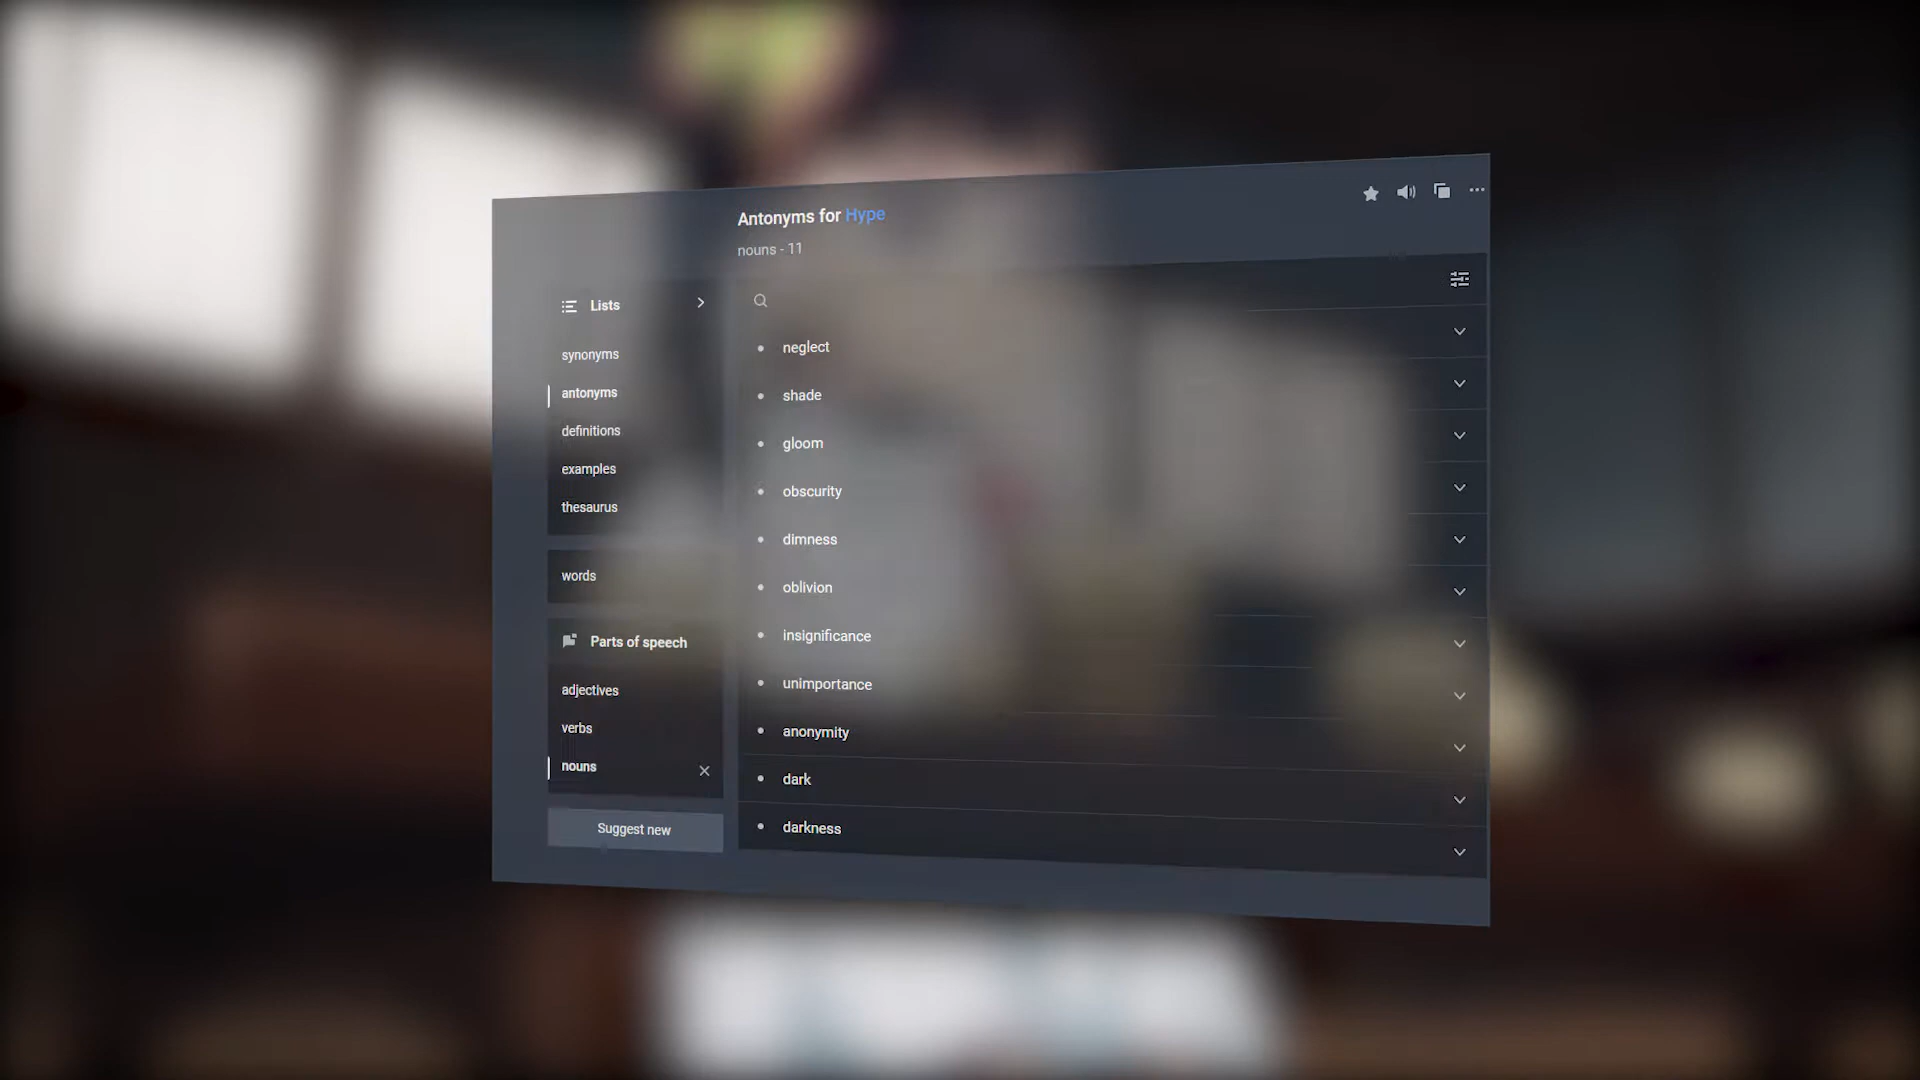 Antonyms for Hype
nouns - 11
Lists
synonyms
antonyms
definitions
examples
thesaurus
words
Parts of speech
adjectives
verbs
nouns
Suggest new
neglect
shade
gloom
obscurity
dimness
oblivion
insignificance
unimportance
anonymity
dark
darkness